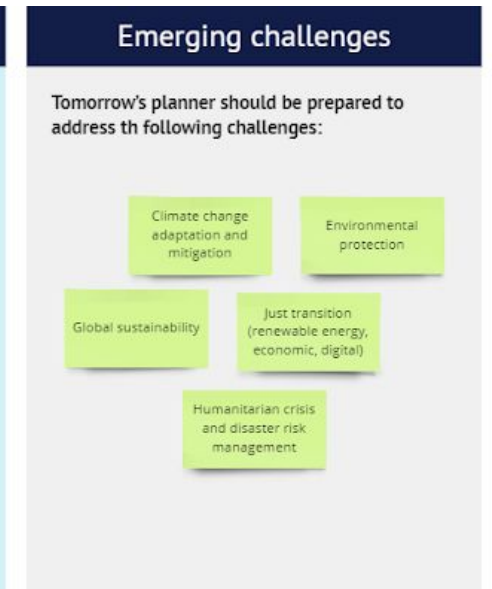 Emerging challenges
Tomorrow's planner should be prepared to
address th following challenges:
Climate change
adaptation and
mitigation
Environmental
protection
Global sustainability
Just transition
(renewable energy,
economic, digital)
Humanitarian crisis
and disaster risk
management